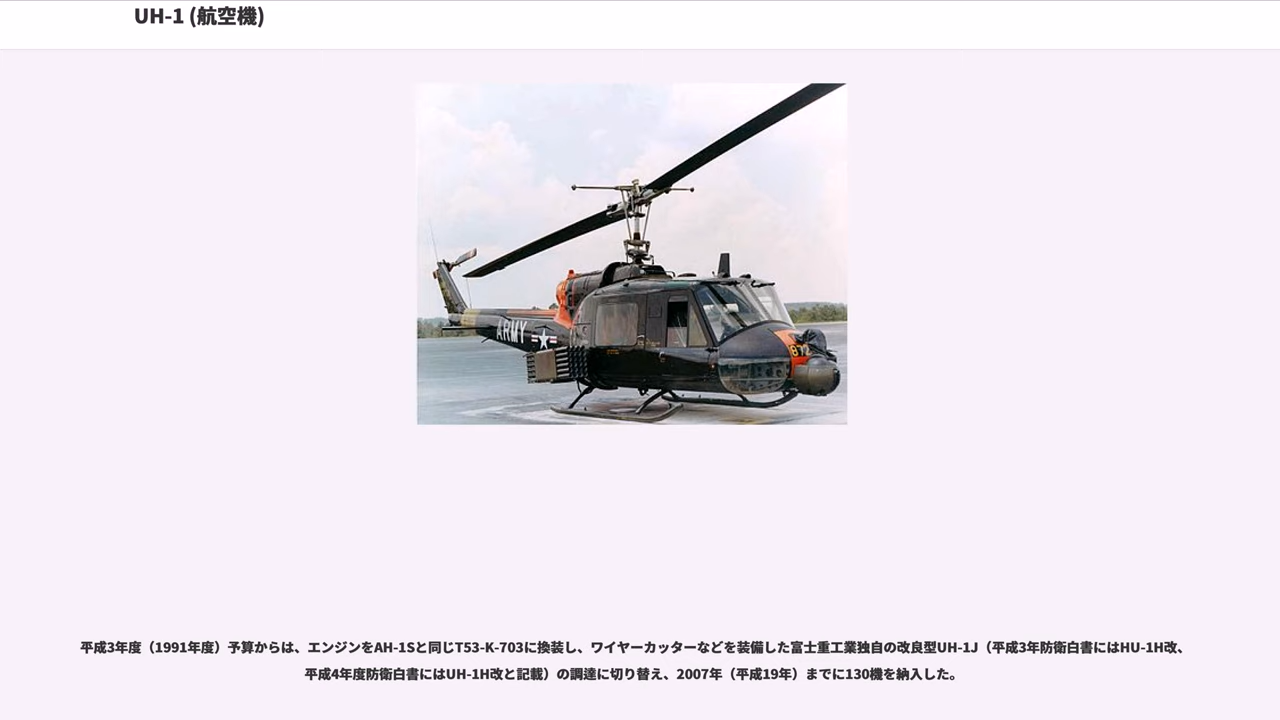 UH-1 (航空機)
ARMY
872
平成3年度（1991年度）予算からは、エンジンをAH-1Sと同じT53-K-703に換装し、ワイヤーカッターなどを装備した富士重工業独自の改良型UH-1J（平成3年防衛白書にはHU-1H改、
平成4年度防衛白書にはUH-1H改と記載）の調達に切り替え、2007年（平成19年）までに130機を納入した。